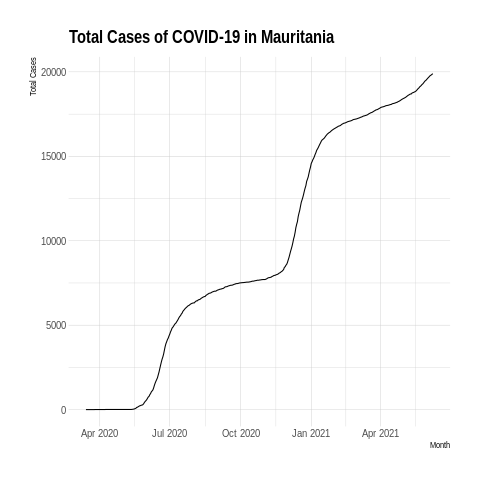 Total Cases of COVID-19 in Mauritania
Total Cases
20000
15000
10000
5000
0
Apr 2020 Jul 2020 Oct 2020 Jan 2021 Apr 2021
Month